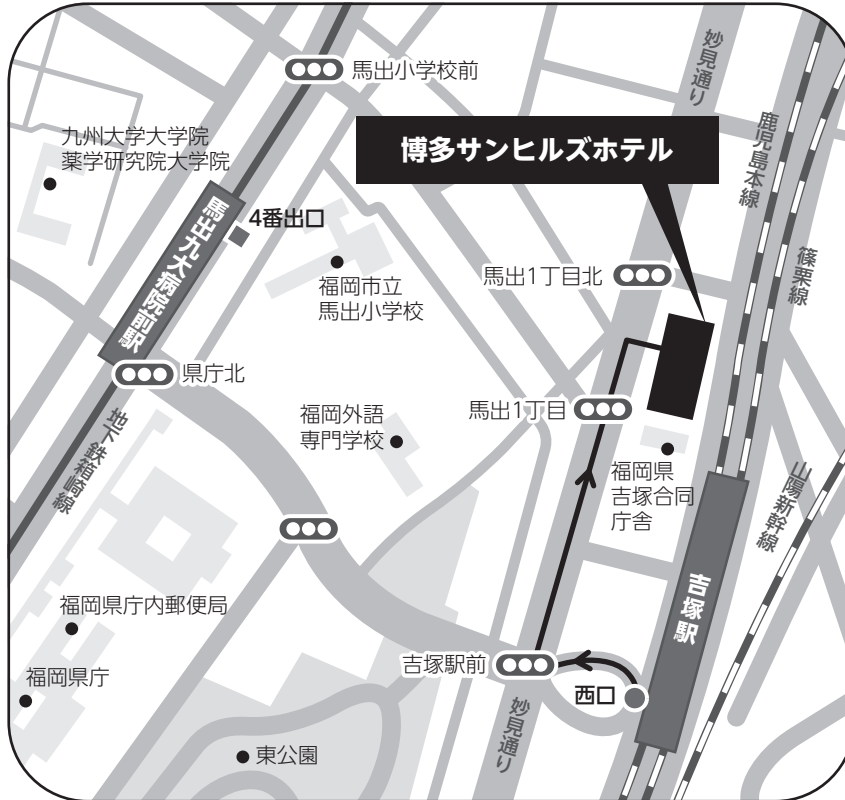 馬出小学校前
妙見通り
九州大学大学院
薬学研究院大学院
博多サンヒルズホテル
鹿児島本線
4番出口
馬出九大病院前駅
福岡市立
馬出小学校
馬出1丁目北
篠栗線
県庁北
福岡外語
専門学校
馬出1丁目
地下鉄箱崎線
福岡県
吉塚合同
庁舎
山陽新幹線
吉塚駅
福岡県庁内郵便局
福岡県庁
吉塚駅前
西口
妙見通り
東公園